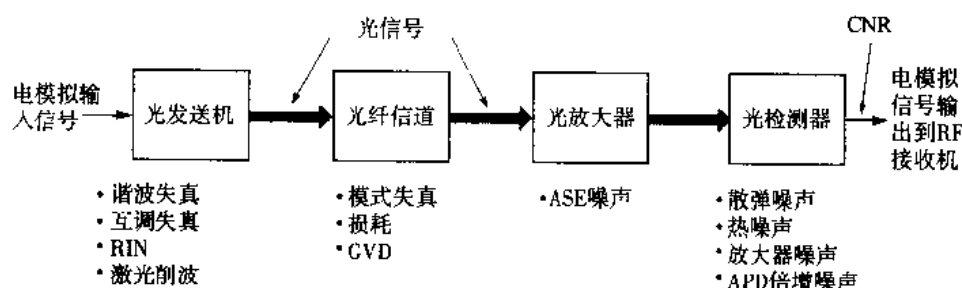 光信号
CNR
电模拟输
入信号
光发送机
光纤信道
光放大器
光检测器
电模拟
信号输
出到RF
接收机
·谐波失真
·互调失真
·RIN
·激光削波
·模式失真
·损耗
·GVD
·ASE噪声
·散弹噪声
·热噪声
·放大器噪声
·APD倍增噪声